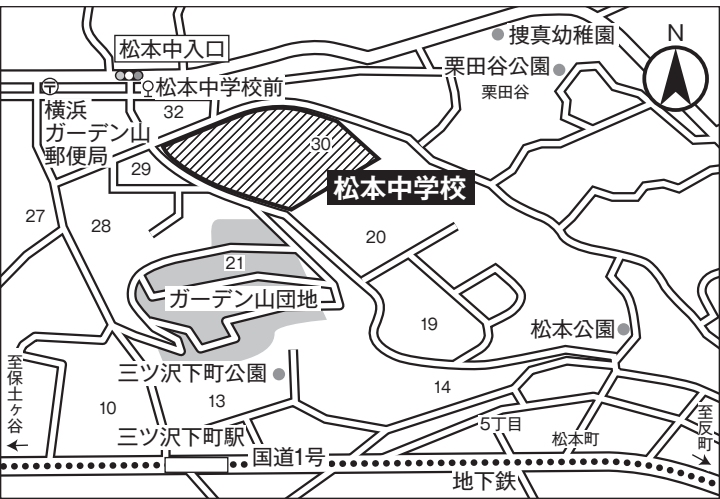 松本中入口
捜真幼稚園
N
栗田谷公園
栗田谷
〒
松本中学校前
横浜
ガーデン山
郵便局
32
30
29
松本中学校
27
28
20
21
ガーデン山団地
19
松本公園
至保土ヶ谷
三ツ沢下町公園
14
10
13
至反町
三ツ沢下町駅
5丁目
松本町
国道1号
地下鉄